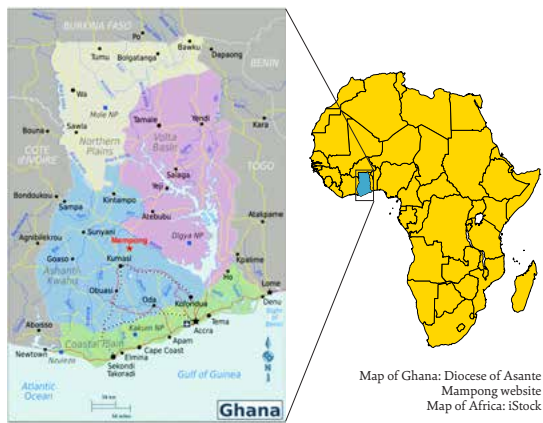 BURKINA FASO
Po
Bawku
Tumu
Bolgatanga
Dapaong
BENIN
Wa
Mole NP
Tamale
Yendi
Kara
Bouna
Sawla
Northern
Plains
Volta
Basin
COTE
D'IVOIRE
TOGO
Salaga
Yeji
Bondoukou
Sampa
Kintampo
Atebubu
Atakpame
Agnibilekrou
Sunyani
Mampong
Digya NP
Goaso
Kumasi
Kpalime
Ashanti
Kwahu
Ho
Obuasi
Oda
Koforidua
Lome
Denu
Aboisso
Kakum NP
Tema
Accra
Coastal Plain
Apam
Newtown
Nzulezo
Cape Coast
Elmina
Sekondi
Takoradi
Gulf of Guinea
Atlantic
Ocean
N
Ghana
Map of Ghana: Diocese of Asante
Mampong website
Map of Africa: iStock